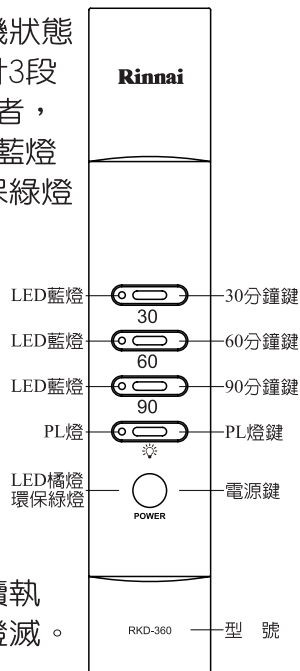 機狀態
計3段
者，
藍燈
保綠燈
Rinnai
LED藍燈
30分鐘鍵
30
LED藍燈
60分鐘鍵
60
LED藍燈
90分鐘鍵
90
PL燈
PL燈鍵
LED橘燈
環保綠燈
電源鍵
POWER
續執
燈滅。
RKD-360
型 號